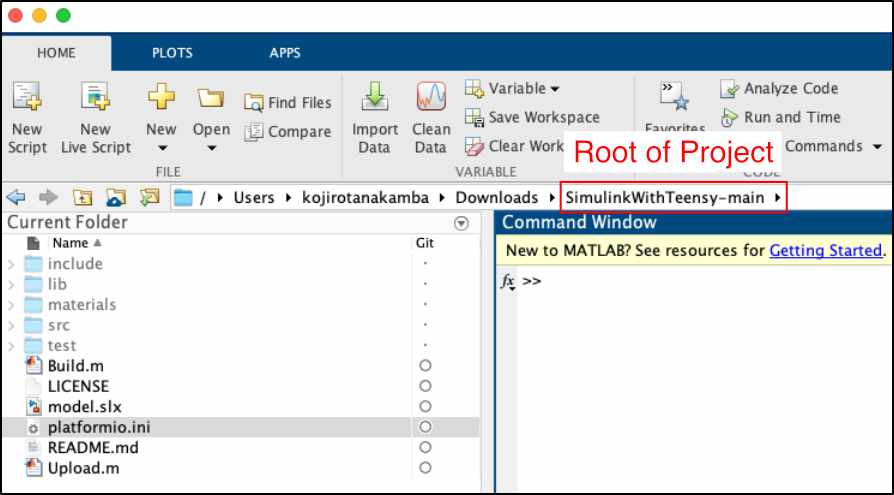 HOME PLOTS APPS
New Script
New Live Script
New
Open
Find Files
Compare
FILE
Import Data
Clean Data
Variable
Save Workspace
Clear Work
VARIABLE
Favorites
Analyze Code
Run and Time
Commands
CODE
Root of Project
/ ▸ Users ▸ kojirotanakamba ▸ Downloads ▸ SimulinkWithTeensy-main ▸
Current Folder
Name Git
include
lib
materials
src
test
Build.m
LICENSE
model.slx
platformio.ini
README.md
Upload.m
Command Window
New to MATLAB? See resources for Getting Started.
fx >>